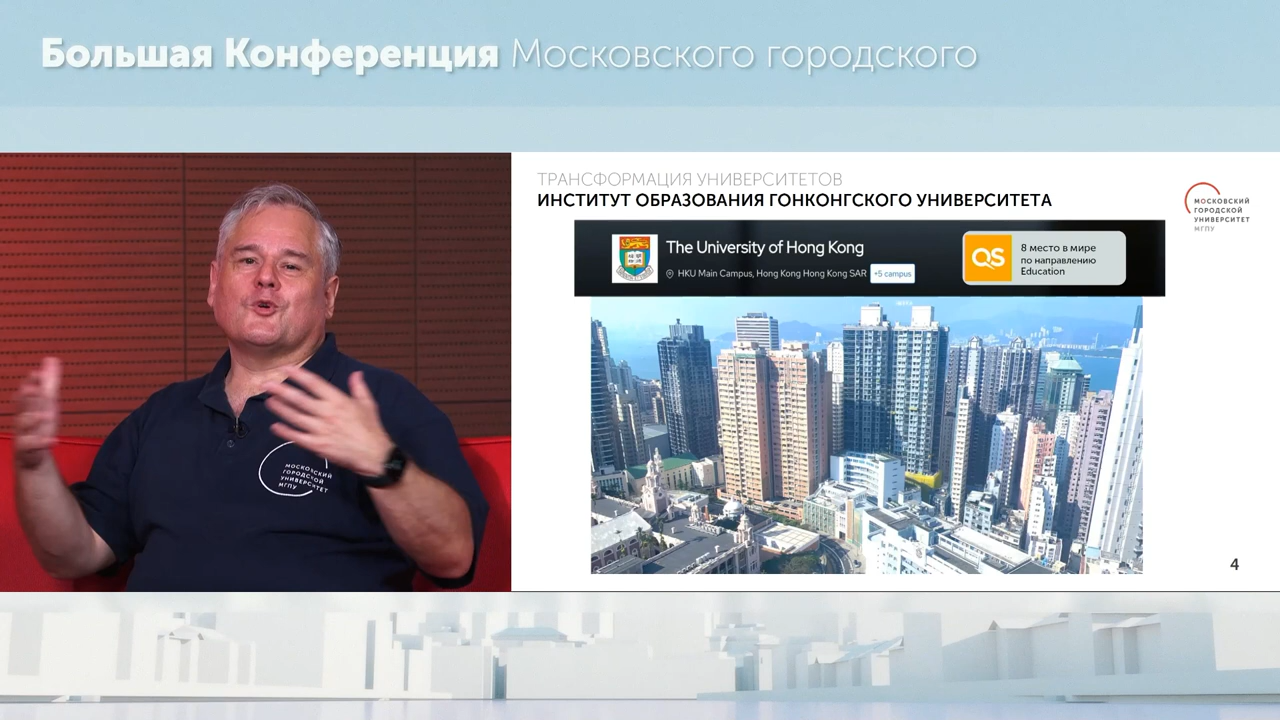 Большая Конференция Московского городского
ТРАНСФОРМАЦИЯ УНИВЕРСИТЕТОВ
ИНСТИТУТ ОБРАЗОВАНИЯ ГОНКОНГСКОГО УНИВЕРСИТЕТА
МОСКОВСКИЙ
ГОРОДСКОЙ
УНИВЕРСИТЕТ
МГПУ
The University of Hong Kong
HKU Main Campus, Hong Kong Hong Kong SAR +5 campus
QS
8 место в мире
по направлению
Education
МОСКОВСКИЙ
ГОРОДСКОЙ
УНИВЕРСИТЕТ
МГПУ
4